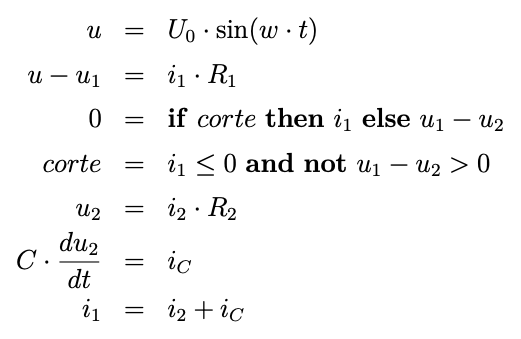 u = U₀ · sin(w · t)
u − u₁ = i₁ · R₁
0 = if corte then i₁ else u₁ − u₂
corte = i₁ ≤ 0 and not u₁ − u₂ > 0
u₂ = i₂ · R₂
C · du₂/dt = i_C
i₁ = i₂ + i_C